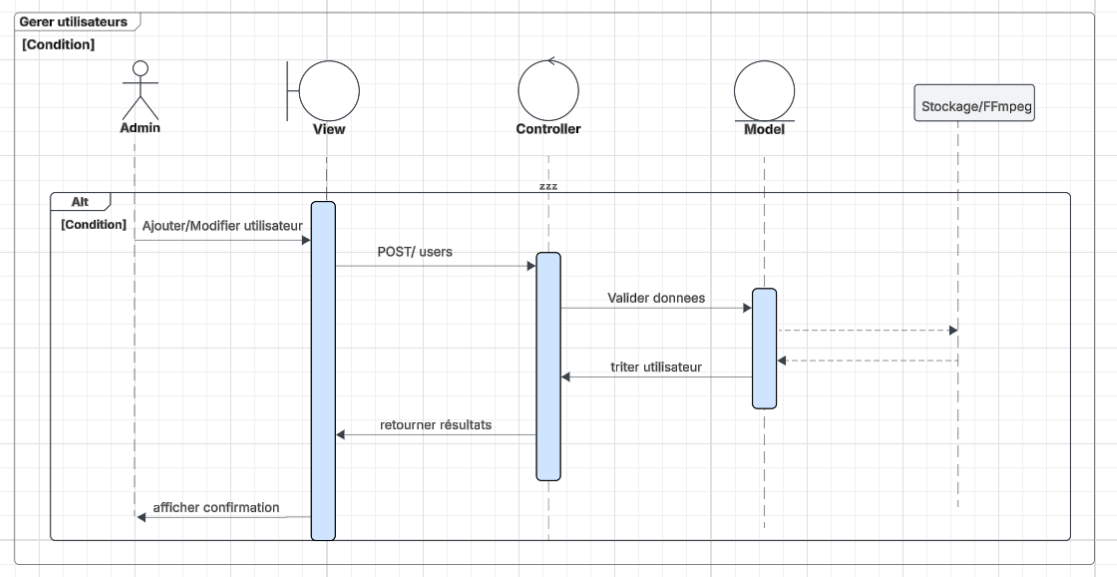 Gerer utilisateurs
[Condition]
Admin
View
Controller
Model
Stockage/FFmpeg
zzz
Alt
[Condition]
Ajouter/Modifier utilisateur
POST/ users
Valider donnees
triter utilisateur
retourner résultats
afficher confirmation